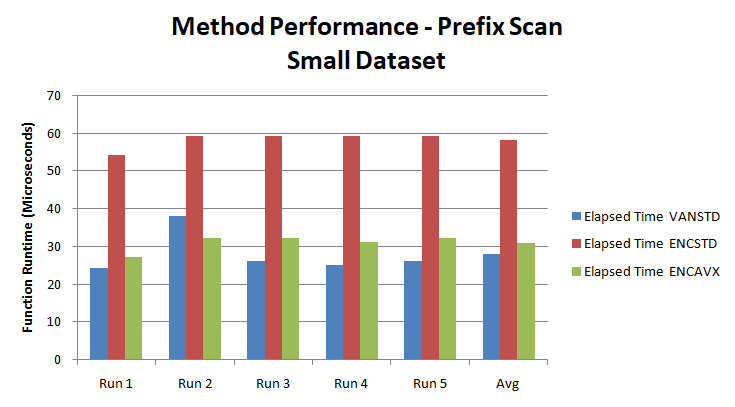 Method Performance - Prefix Scan
Small Dataset
Function Runtime (Microseconds)
70
60
50
40
30
20
10
0
Run 1
Run 2
Run 3
Run 4
Run 5
Avg
Elapsed Time VANSTD
Elapsed Time ENCSTD
Elapsed Time ENCAVX